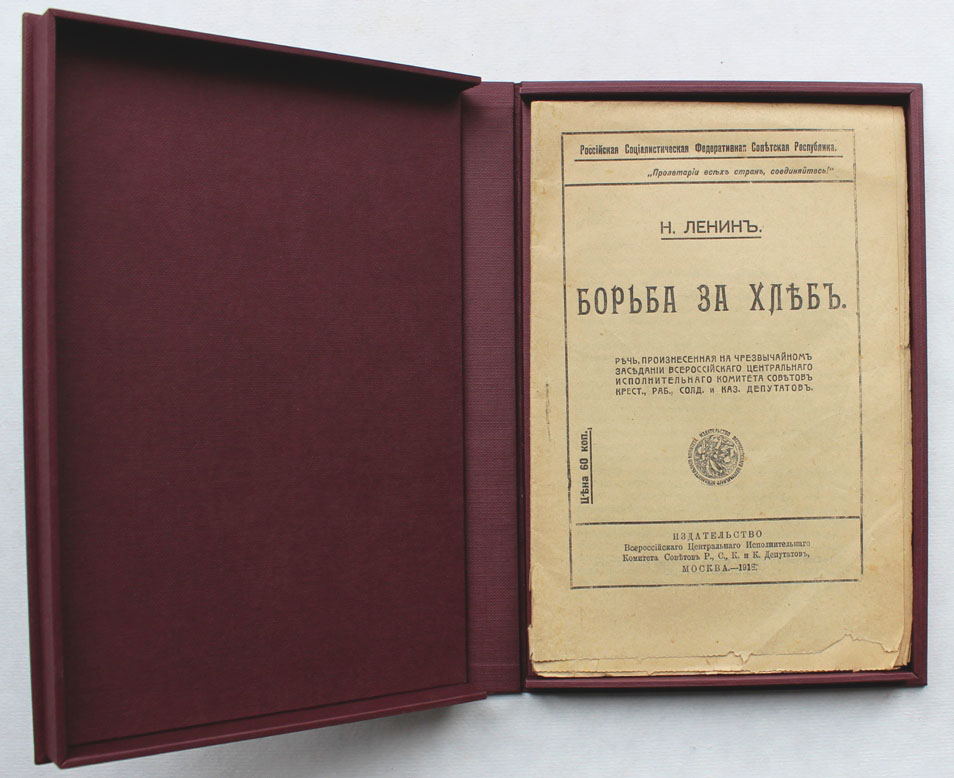 Россійская Соціалистическая Федеративная Совѣтская Республика.
„Пролетаріи всѣхъ странъ, соединяйтесь!“
Н. ЛЕНИНЪ.
БОРЬБА ЗА ХЛѢБЪ.
РѢЧЬ, ПРОИЗНЕСЕННАЯ НА ЧРЕЗВЫЧАЙНОМЪ
ЗАСѢДАНІИ ВСЕРОССІЙСКАГО ЦЕНТРАЛЬНАГО
ИСПОЛНИТЕЛЬНАГО КОМИТЕТА СОВѢТОВЪ
КРЕСТ., РАБ., СОЛД. и КАЗ. ДЕПУТАТОВЪ.
Цѣна 60 коп.
ИЗДАТЕЛЬСТВО
Всероссійскаго Центральнаго Исполнительнаго
Комитета Совѣтовъ Р., С., К. и К. Депутатовъ,
МОСКВА.—1918.